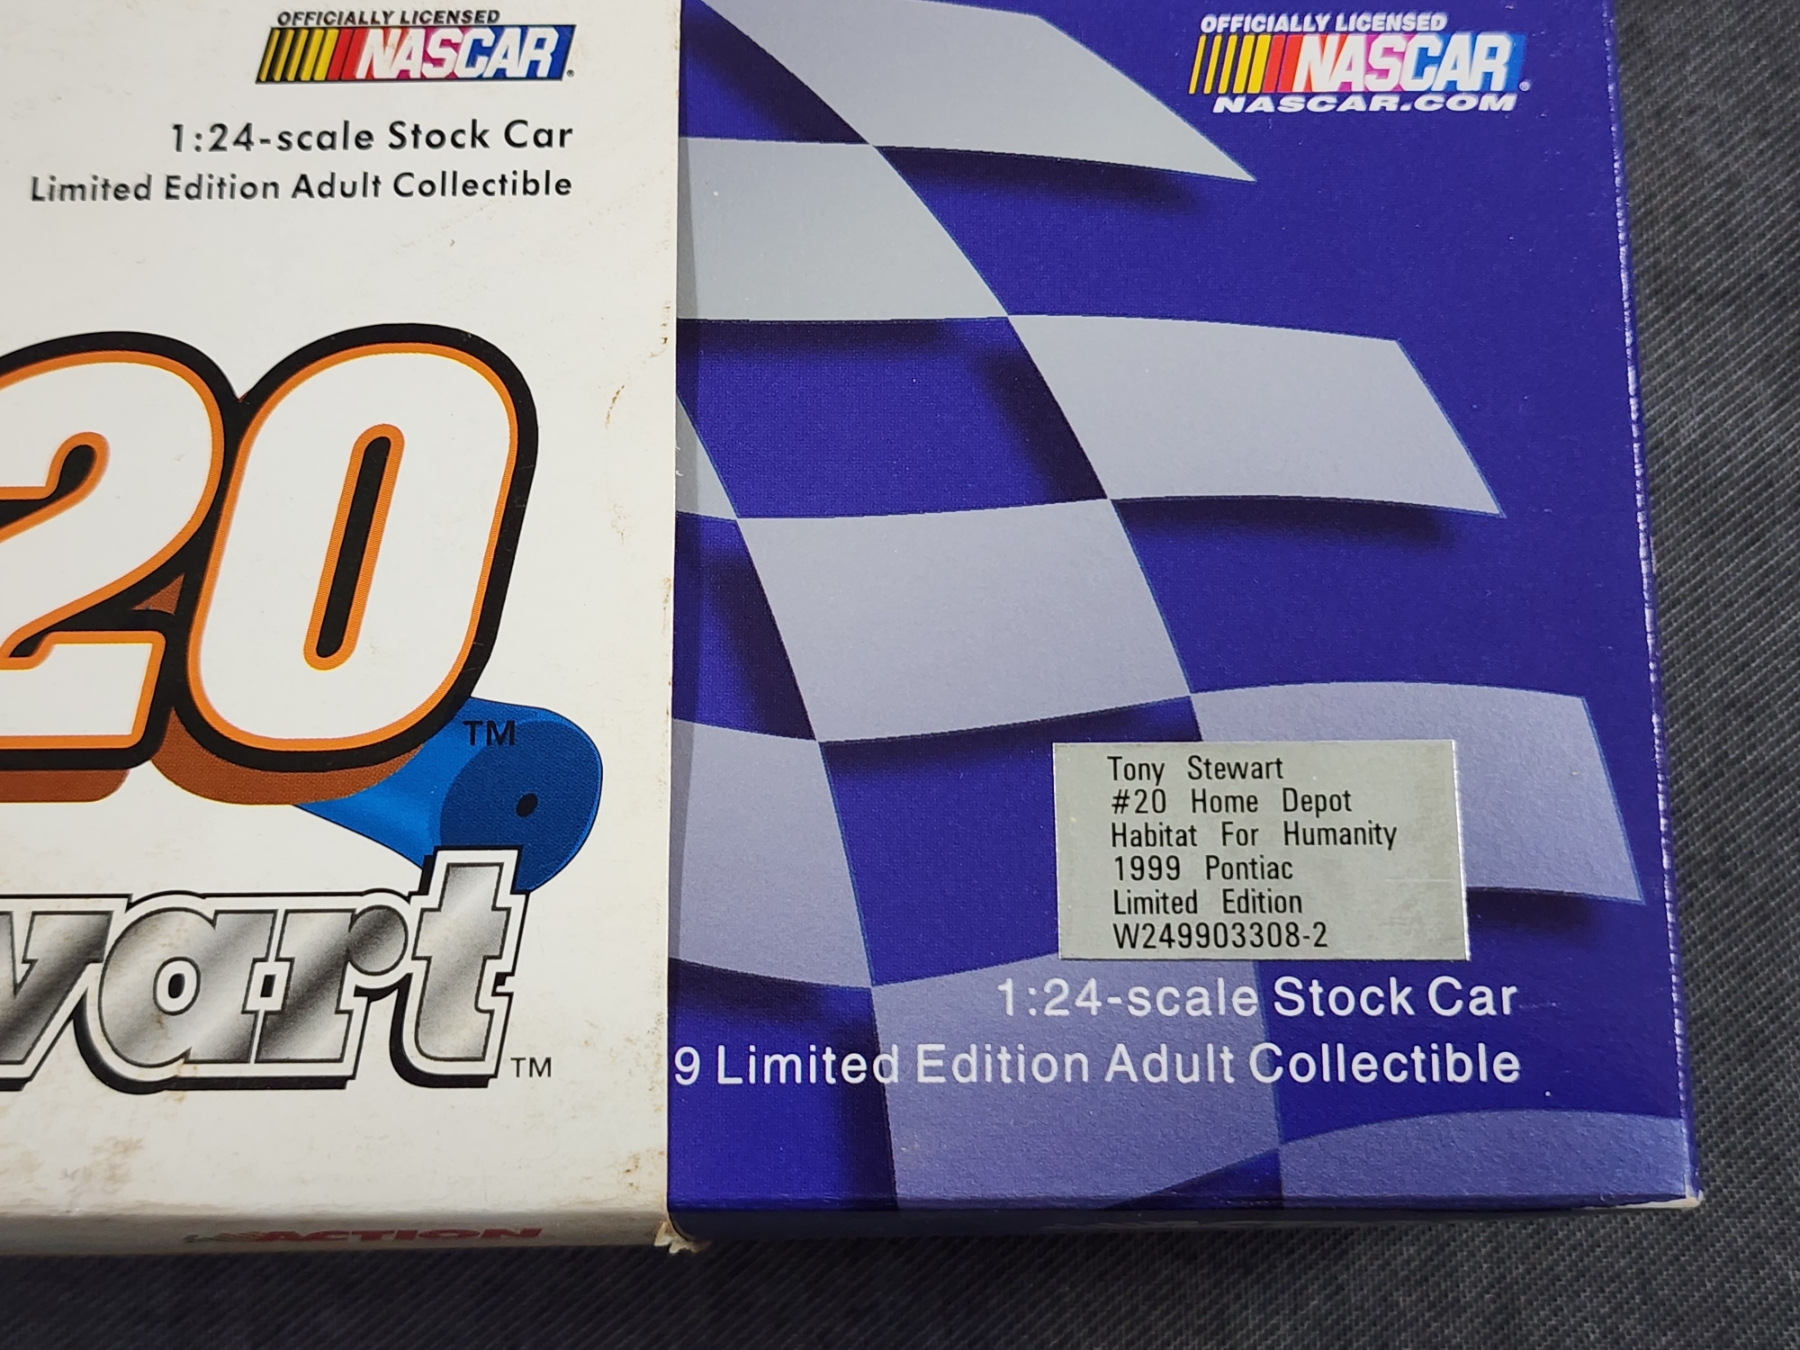 OFFICIALLY LICENSED
NASCAR
1:24-scale Stock Car
Limited Edition Adult Collectible
20
TM
TM
ACTION
OFFICIALLY LICENSED
NASCAR
NASCAR.COM
Tony Stewart
#20 Home Depot
Habitat For Humanity
1999 Pontiac
Limited Edition
W249903308-2
1:24-scale Stock Car
9 Limited Edition Adult Collectible